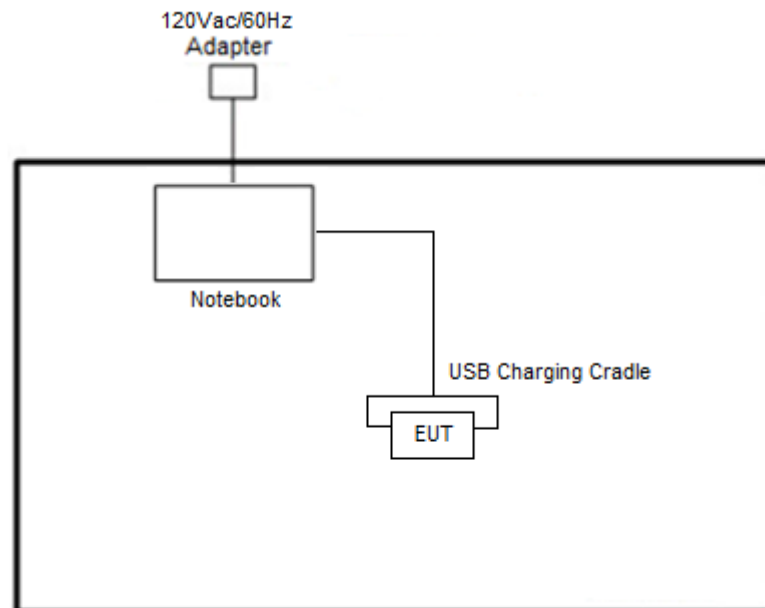 120Vac/60Hz
Adapter
Notebook
USB Charging Cradle
EUT